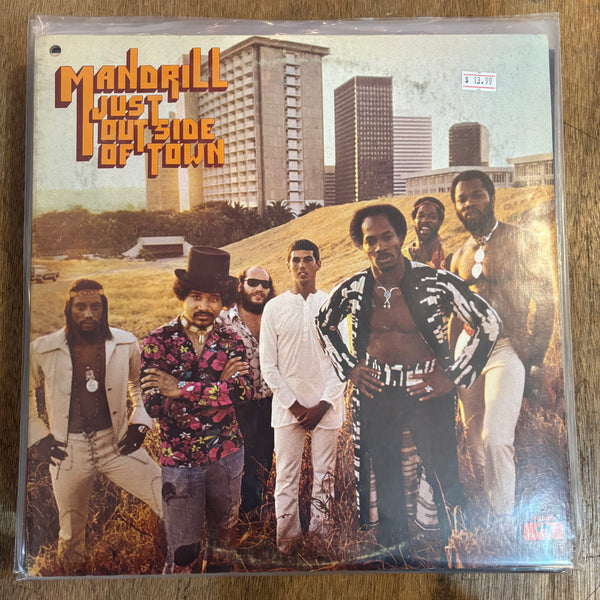 MANDRILL
JUST
OUTSIDE
OF TOWN
$ 13.99